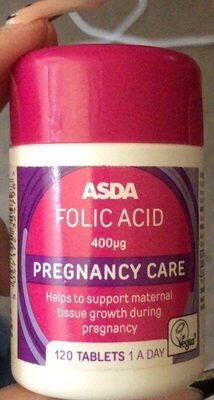 ASDA
FOLIC ACID
400µg
PREGNANCY CARE
Helps to support maternal
tissue growth during
pregnancy
Vegan
120 TABLETS 1 A DAY